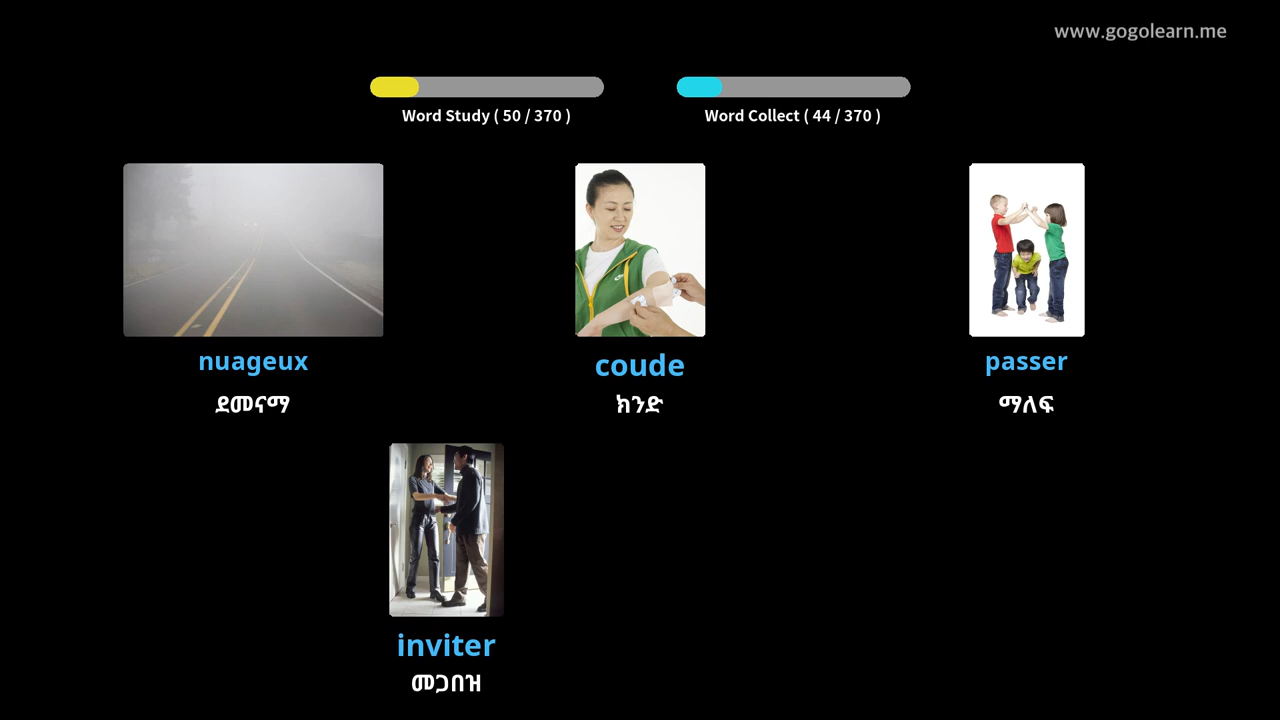 www.gogolearn.me
Word Study ( 50 / 370 )
Word Collect ( 44 / 370 )
nuageux
coude
passer
ደመናማ
ክንድ
ማለፍ
inviter
መጋበዝ